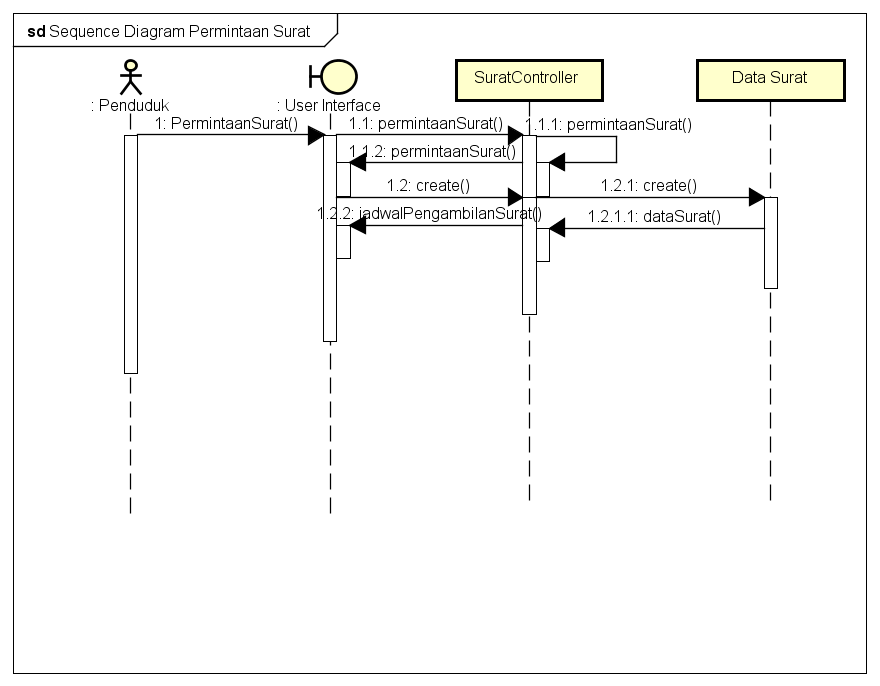 sd Sequence Diagram Permintaan Surat
: Penduduk
: User Interface
SuratController
Data Surat
1: PermintaanSurat()
1.1: permintaanSurat()
1.1.1: permintaanSurat()
1.1.2: permintaanSurat()
1.2: create()
1.2.1: create()
1.2.2: jadwalPengambilanSurat()
1.2.1.1: dataSurat()